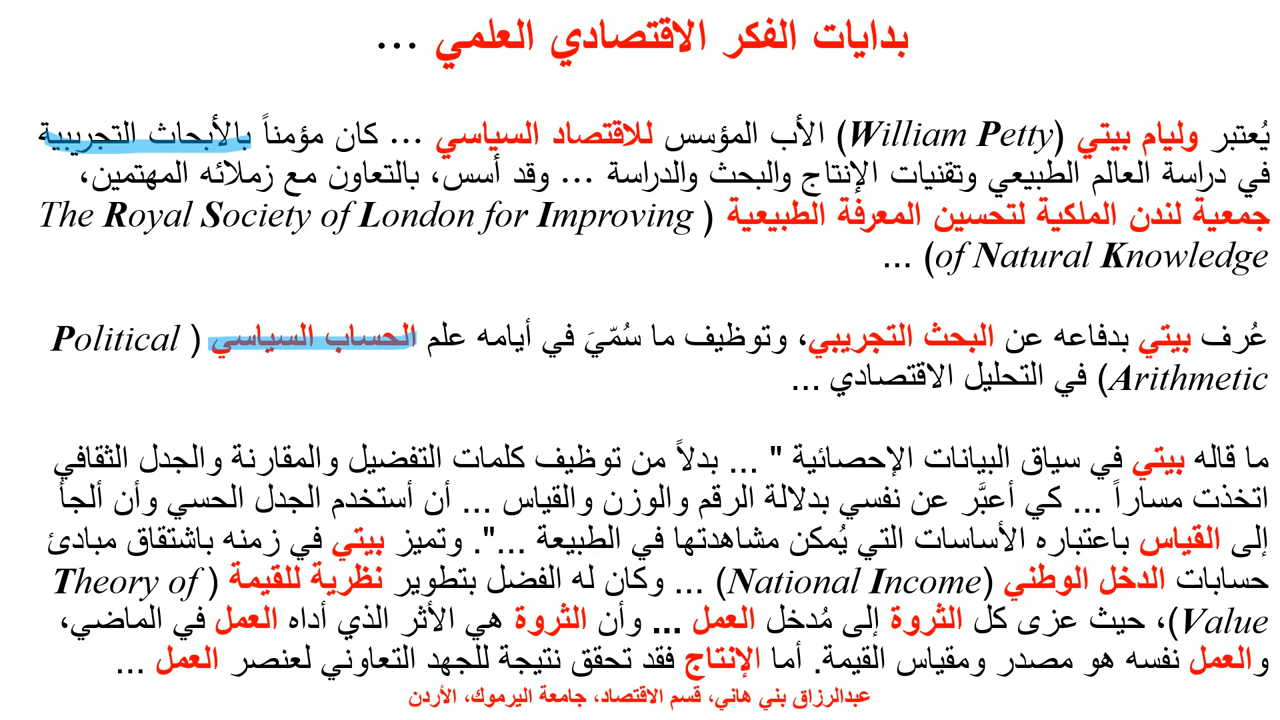 بدايات الفكر الاقتصادي العلمي ...
يُعتبر وليام بيتي (William Petty) الأب المؤسس للاقتصاد السياسي ... كان مؤمناً بالأبحاث التجريبية
في دراسة العالم الطبيعي وتقنيات الإنتاج والبحث والدراسة ... وقد أسس، بالتعاون مع زملائه المهتمين،
جمعية لندن الملكية لتحسين المعرفة الطبيعية (The Royal Society of London for Improving
of Natural Knowledge) ...
عُرف بيتي بدفاعه عن البحث التجريبي، وتوظيف ما سُمّيَ في أيامه علم الحساب السياسي (Political
Arithmetic) في التحليل الاقتصادي ...
ما قاله بيتي في سياق البيانات الإحصائية " ... بدلاً من توظيف كلمات التفضيل والمقارنة والجدل الثقافي
اتخذت مساراً ... كي أعبَّر عن نفسي بدلالة الرقم والوزن والقياس ... أن أستخدم الجدل الحسي وأن ألجأ
إلى القياس باعتباره الأساسات التي يُمكن مشاهدتها في الطبيعة ...". وتميز بيتي في زمنه باشتقاق مبادئ
حسابات الدخل الوطني (National Income) ... وكان له الفضل بتطوير نظرية للقيمة (Theory of
Value)، حيث عزى كل الثروة إلى مُدخل العمل ... وأن الثروة هي الأثر الذي أداه العمل في الماضي،
والعمل نفسه هو مصدر ومقياس القيمة. أما الإنتاج فقد تحقق نتيجة للجهد التعاوني لعنصر العمل ...
عبدالرزاق بني هاني، قسم الاقتصاد، جامعة اليرموك، الأردن